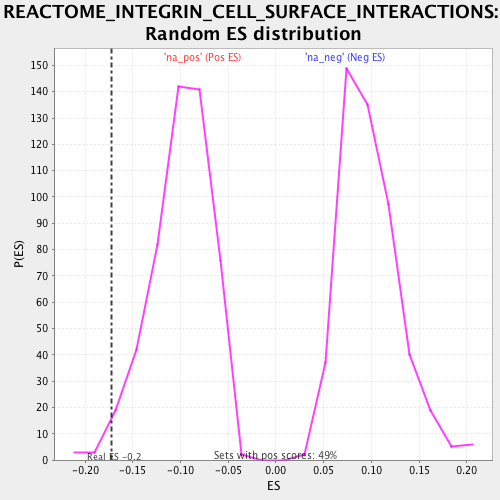 REACTOME_INTEGRIN_CELL_SURFACE_INTERACTIONS:
Random ES distribution
'na_pos' (Pos ES) 'na_neg' (Neg ES)
150
140
130
120
110
100
90
80
70
60
50
40
30
20
10
0
P(ES)
Real ES -0.2 Sets with pos scores: 49%
-0.20 -0.15 -0.10 -0.05 0.00 0.05 0.10 0.15 0.20
ES